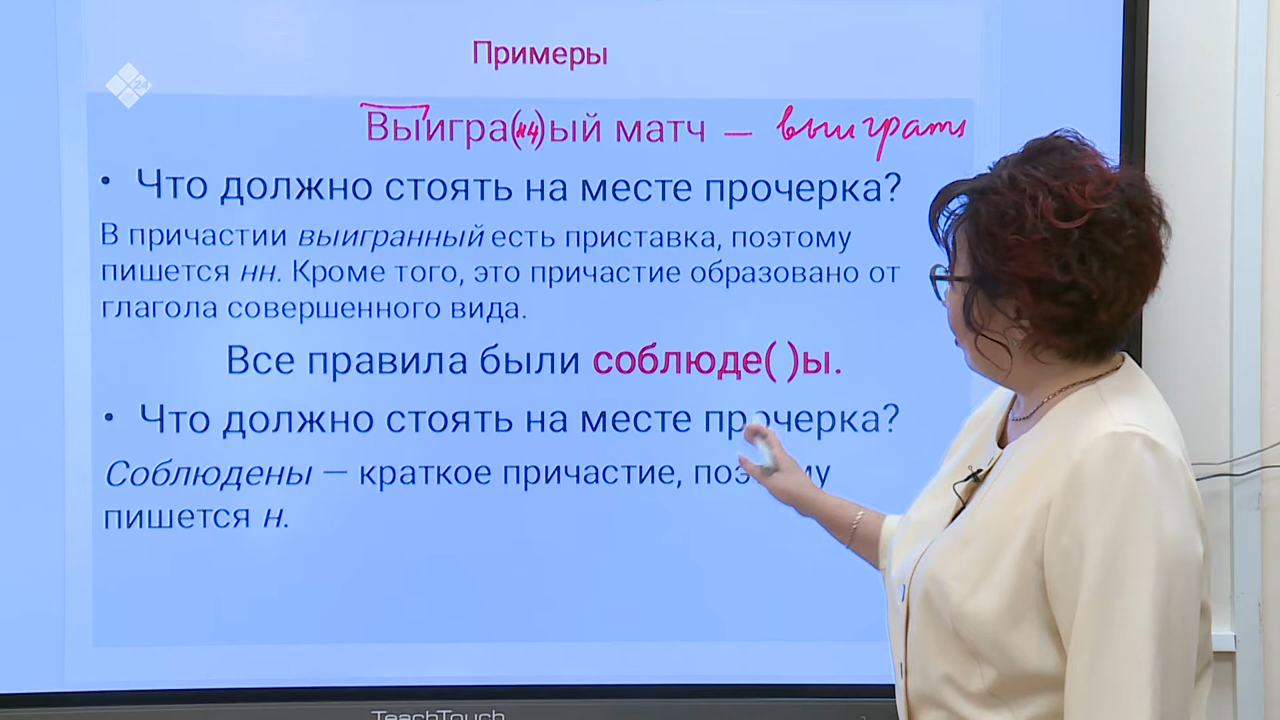 24
Примеры
Выигра(нн)ый матч – выиграть
• Что должно стоять на месте прочерка?
В причастии выигранный есть приставка, поэтому
пишется нн. Кроме того, это причастие образовано от
глагола совершенного вида.
Все правила были соблюде( )ы.
• Что должно стоять на месте прочерка?
Соблюдены — краткое причастие, поэтому
пишется н.
TeachTouch